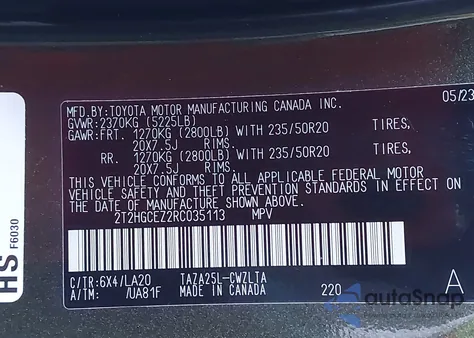 MFD.BY:TOYOTA MOTOR MANUFACTURING CANADA INC. 05/23
GVWR:2370KG (5225LB)
GAWR:FRT. 1270KG (2800LB) WITH 235/50R20 TIRES,
20X7.5J RIMS.
RR. 1270KG (2800LB) WITH 235/50R20 TIRES,
20X7.5J RIMS.
THIS VEHICLE CONFORMS TO ALL APPLICABLE FEDERAL MOTOR
VEHICLE SAFETY AND THEFT PREVENTION STANDARDS IN EFFECT ON
THE DATE OF MANUFACTURE SHOWN ABOVE.
2T2HGCEZ2RC035113 MPV
C/TR:6X4/LA20 TAZA25L-CWZLTA
A/TM: /UA81F MADE IN CANADA 220 A
HS F6030
autoSnap